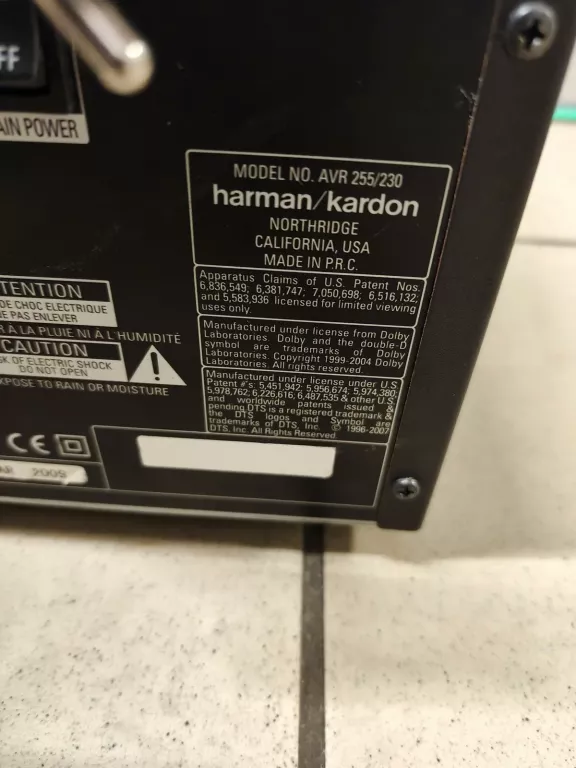 FF
AIN POWER
MODEL NO. AVR 255/230
harman/kardon
NORTHRIDGE
CALIFORNIA, USA
MADE IN P.R.C.
Apparatus Claims of U.S. Patent Nos.
6,836,549; 6,381,747; 7,050,698; 6,516,132;
and 5,583,936 licensed for limited viewing
uses only.
Manufactured under license from Dolby
Laboratories. Dolby and the double-D
symbol are trademarks of Dolby
Laboratories. Copyright 1999-2004 Dolby
Laboratories. All rights reserved.
Manufactured under license under U.S
Patent #'s: 5,451,942; 5,956,674; 5,974,380;
5,978,762; 6,226,616; 6,487,535 & other U.S
and worldwide patents issued &
pending DTS is a registered trademark &
the DTS logos and Symbol are
trademarks of DTS, Inc. © 1996-2007
DTS, Inc. All Rights Reserved.
TENTION
DE CHOC ELECTRIQUE
NE PAS ENLEVER
R A LA PLUIE NI À L'HUMIDITÉ
CAUTION
SK OF ELECTRIC SHOCK
DO NOT OPEN
XPOSE TO RAIN OR MOISTURE
CE
AR 2009